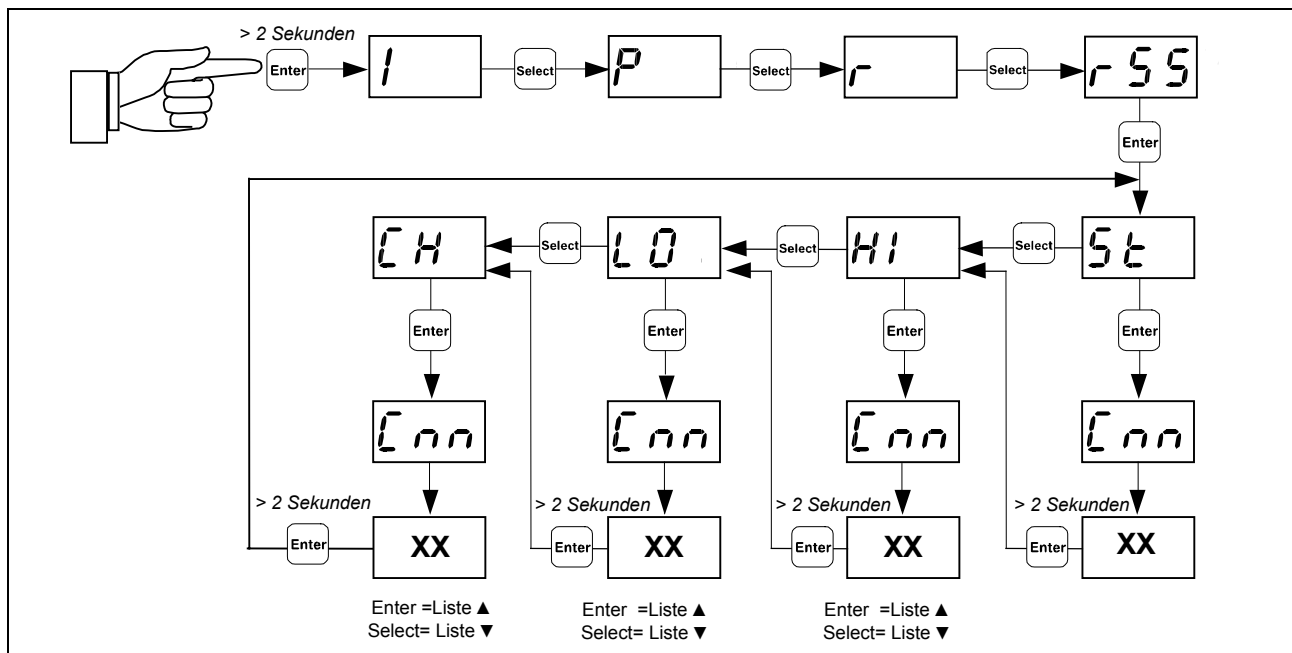 > 2 Sekunden
Enter I Select P Select r Select rSS
Enter
CH Select LO Select HI Select St
Enter Enter Enter Enter
Cnn Cnn Cnn Cnn
> 2 Sekunden > 2 Sekunden > 2 Sekunden > 2 Sekunden
Enter XX Enter XX Enter XX Enter XX
Enter =Liste ▲ Enter =Liste ▲ Enter =Liste ▲
Select= Liste ▼ Select= Liste ▼ Select= Liste ▼